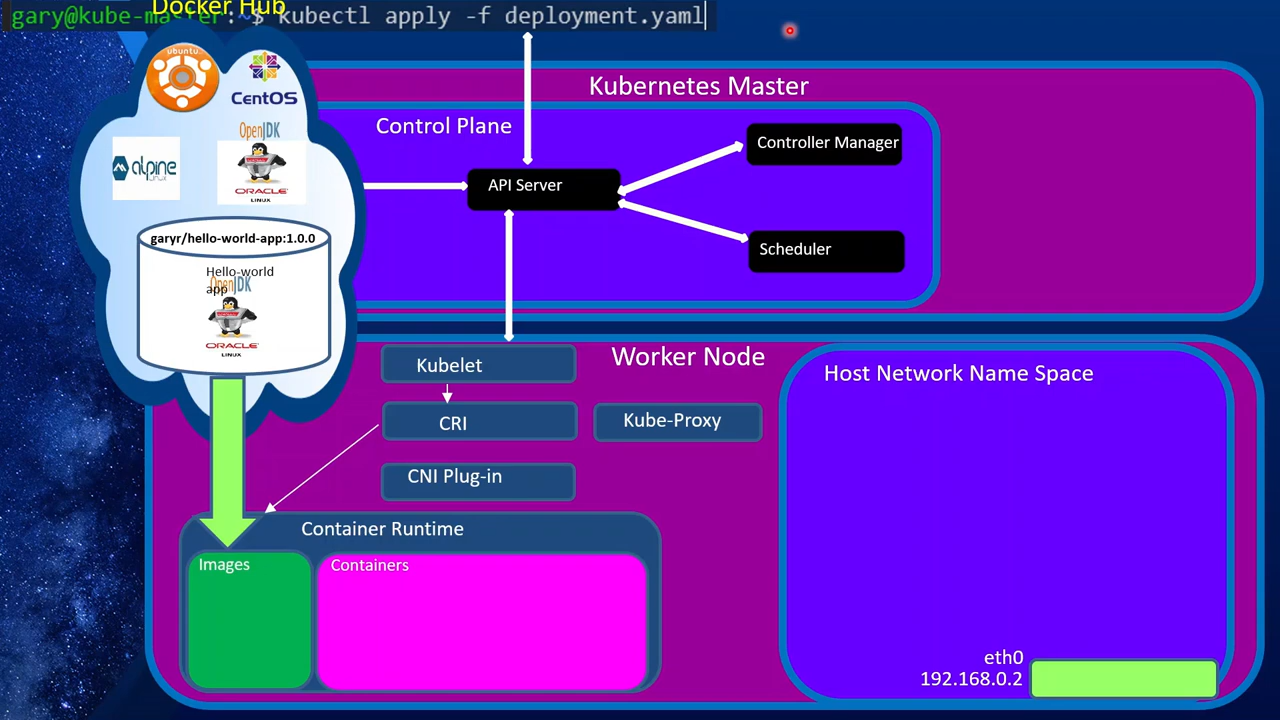 Docker Hub
gary@kube-master:~$ kubectl apply -f deployment.yaml
ubuntu
CentOS
Kubernetes Master
Control Plane
OpenJDK
Controller Manager
alpine
LINUX
ORACLE
LINUX
API Server
garyr/hello-world-app:1.0.0
Scheduler
Hello-world
app
OpenJDK
ORACLE
LINUX
Kubelet
Worker Node
Host Network Name Space
CRI
Kube-Proxy
CNI Plug-in
Container Runtime
Images
Containers
eth0
192.168.0.2